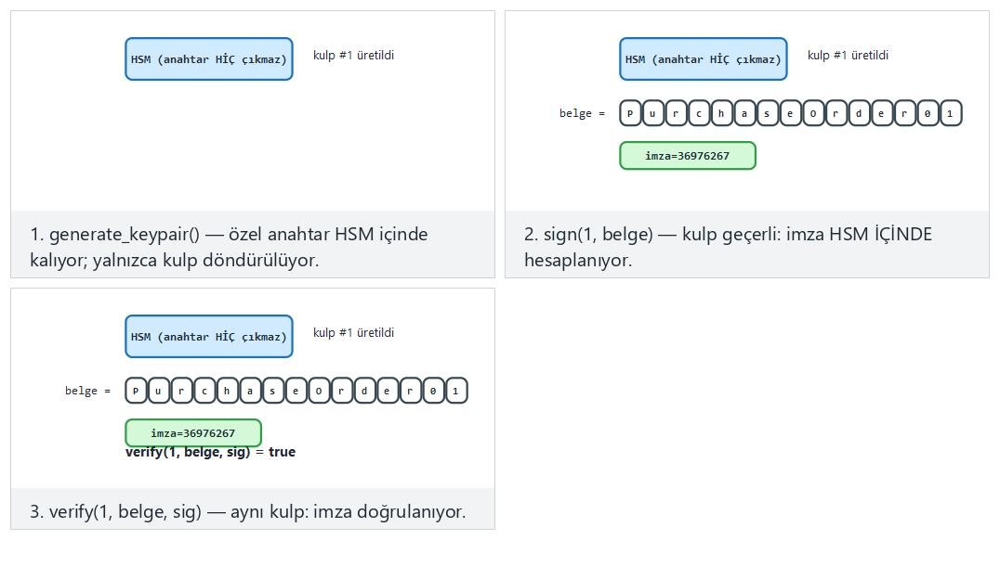 HSM (anahtar HİÇ çıkmaz) kulp #1 üretildi
1. generate_keypair() — özel anahtar HSM içinde
kalıyor; yalnızca kulp döndürülüyor.
HSM (anahtar HİÇ çıkmaz) kulp #1 üretildi
belge = P u r c h a s e O r d e r 0 1
imza=36976267
2. sign(1, belge) — kulp geçerli: imza HSM İÇİNDE
hesaplanıyor.
HSM (anahtar HİÇ çıkmaz) kulp #1 üretildi
belge = P u r c h a s e O r d e r 0 1
imza=36976267
verify(1, belge, sig) = true
3. verify(1, belge, sig) — aynı kulp: imza doğrulanıyor.